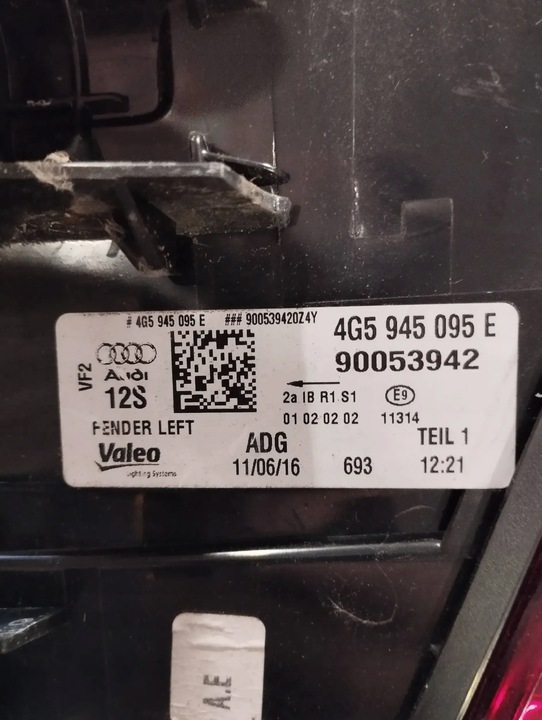 # 4G5 945 095 E ### 90053942024Y
4G5 945 095 E
90053942
VF2
Audi
12S
2a IB R1 S1 E9
01 02 02 02 11314
FENDER LEFT
ADG
TEIL 1
Valeo
Lighting Systems
11/06/16 693 12:21
A.E